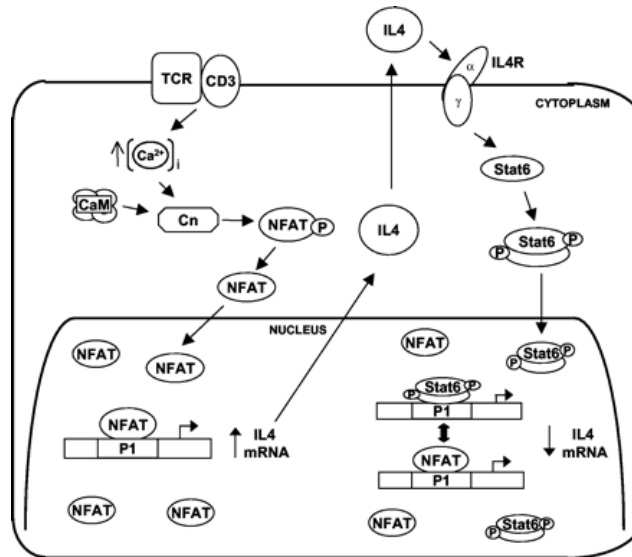 IL4
TCR
CD3
α
IL4R
γ
CYTOPLASM
↑[Ca²⁺]i
Stat6
CaM
Cn
NFAT P
IL4
P Stat6 P
NFAT
NUCLEUS
NFAT
NFAT
NFAT
P Stat6 P
P Stat6 P
P1
NFAT
P1
IL4
mRNA
IL4
mRNA
NFAT
P1
NFAT
NFAT
NFAT
P Stat6 P